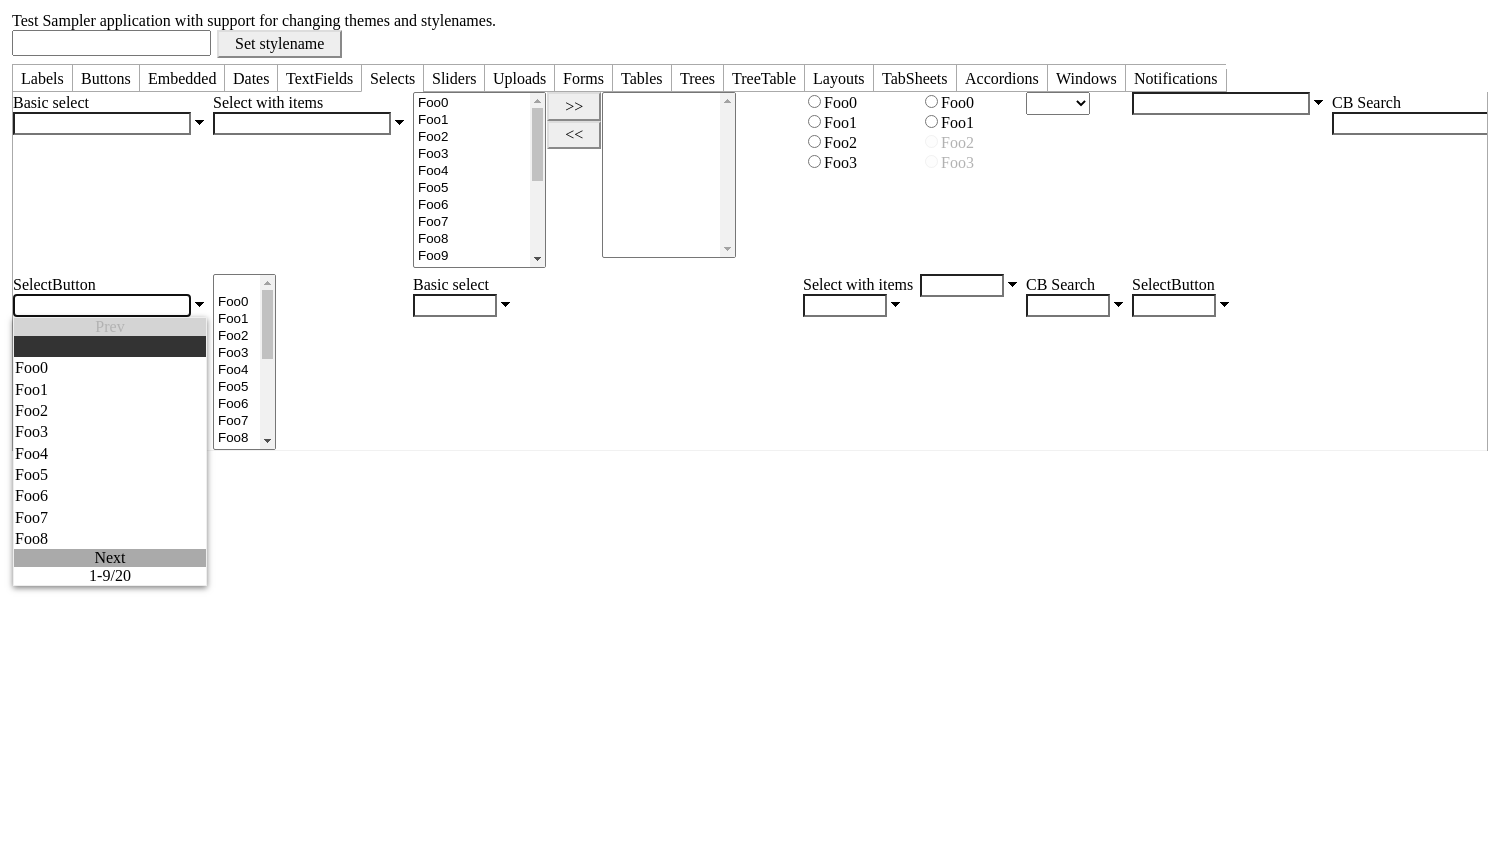 Test Sampler application with support for changing themes and stylenames.
Set stylename
Labels Buttons Embedded Dates TextFields Selects Sliders Uploads Forms Tables Trees TreeTable Layouts TabSheets Accordions Windows Notifications
Basic select
Select with items
Foo0
Foo1
Foo2
Foo3
Foo4
Foo5
Foo6
Foo7
Foo8
Foo9
>>
<<
Foo0
Foo1
Foo2
Foo3
Foo0
Foo1
Foo2
Foo3
CB Search
SelectButton
Prev
Foo0
Foo1
Foo2
Foo3
Foo4
Foo5
Foo6
Foo7
Foo8
Next
1-9/20
Foo0
Foo1
Foo2
Foo3
Foo4
Foo5
Foo6
Foo7
Foo8
Basic select
Select with items
CB Search
SelectButton